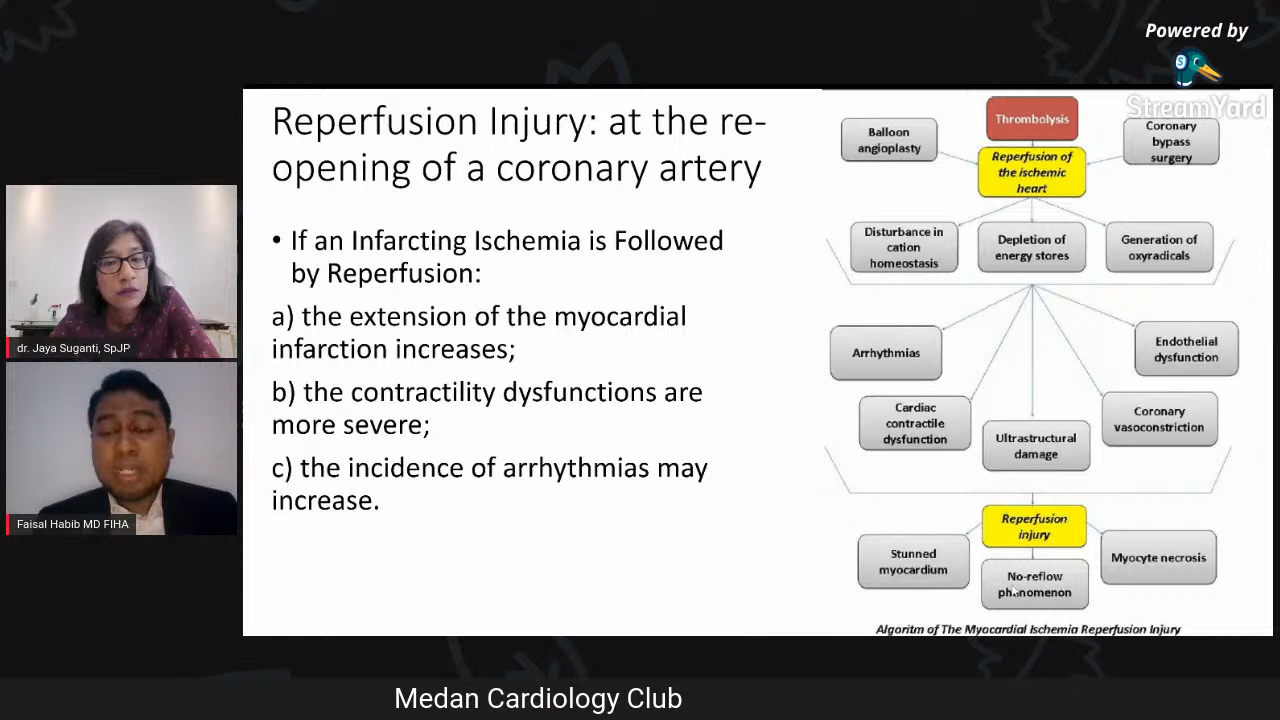 Powered by
StreamYard
Reperfusion Injury: at the re-
opening of a coronary artery
• If an Infarcting Ischemia is Followed
by Reperfusion:
a) the extension of the myocardial
infarction increases;
b) the contractility dysfunctions are
more severe;
c) the incidence of arrhythmias may
increase.
Balloon
angioplasty
Thrombolysis
Coronary
bypass
surgery
Reperfusion of
the ischemic
heart
Disturbance in
cation
homeostasis
Depletion of
energy stores
Generation of
oxyradicals
Arrhythmias
Endothelial
dysfunction
Cardiac
contractile
dysfunction
Ultrastructural
damage
Coronary
vasoconstriction
Reperfusion
injury
Stunned
myocardium
No-reflow
phenomenon
Myocyte necrosis
Algoritm of The Myocardial Ischemia Reperfusion Injury
dr. Jaya Suganti, SpJP
Faisal Habib MD FIHA
Medan Cardiology Club